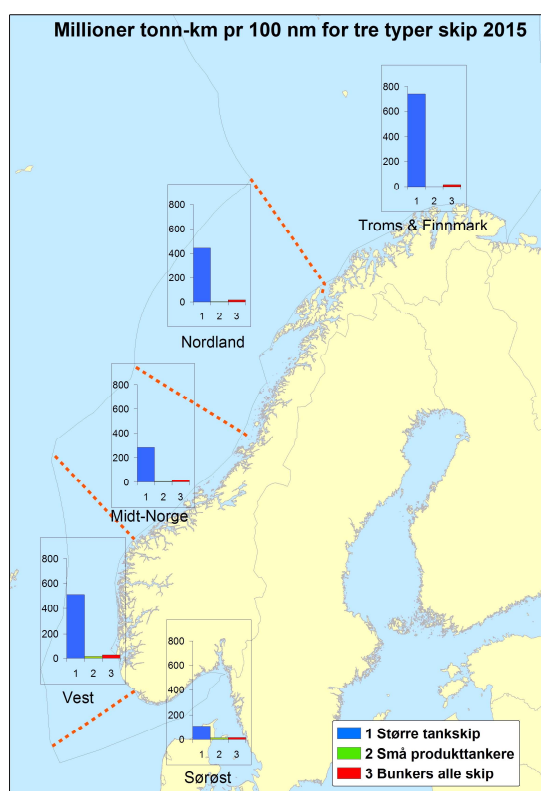 Millioner tonn-km pr 100 nm for tre typer skip 2015
800
600
400
200
0
1 2 3
Troms & Finnmark
800
600
400
200
0
1 2 3
Nordland
800
600
400
200
0
1 2 3
Midt-Norge
800
600
400
200
0
1 2 3
Vest
800
600
400
200
0
1 2 3
Sørøst
1 Større tankskip
2 Små produkttankere
3 Bunkers alle skip